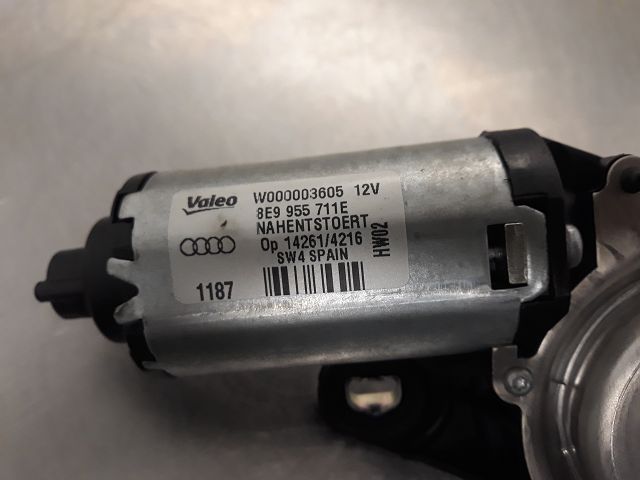 Valeo W000003605 12V
8E9 955 711E
NAHENTSTOERT
Op 14261/4216
SW4 SPAIN
HW02
1187